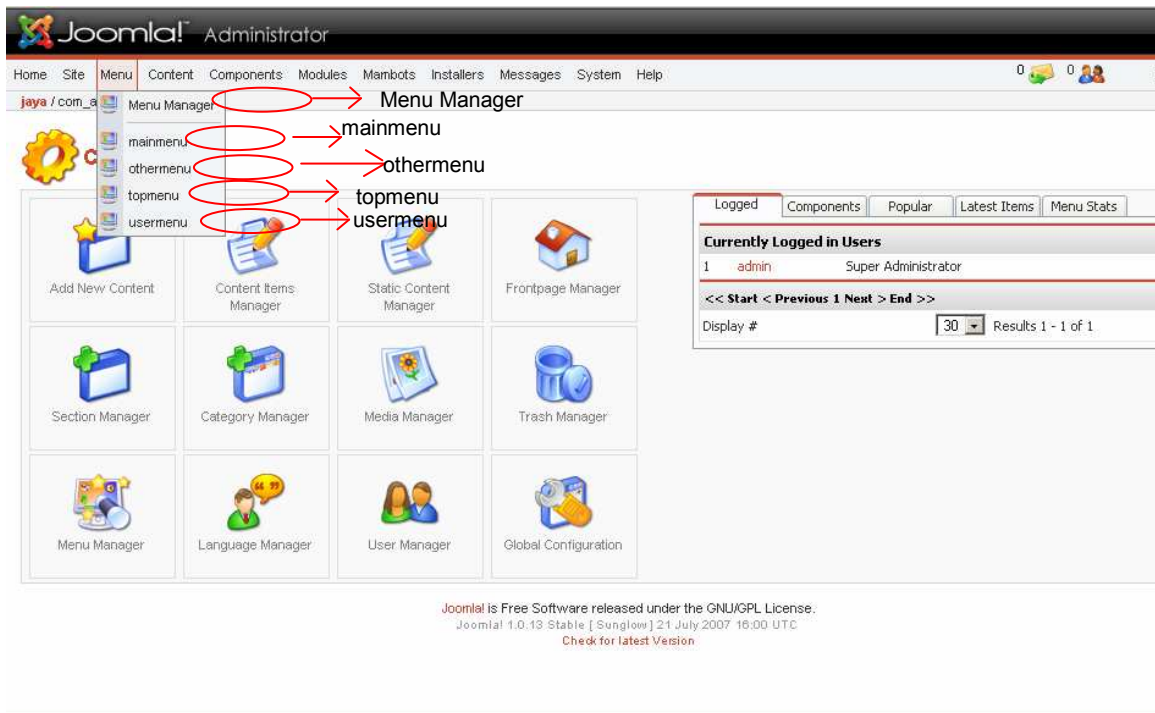 Joomla!™ Administrator
Home Site Menu Content Components Modules Mambots Installers Messages System Help 0 0
jaya / com_a
Menu Manager
Menu Manager
mainmenu
mainmenu
othermenu
othermenu
topmenu
topmenu
usermenu
usermenu
C
Add New Content
Content Items
Manager
Static Content
Manager
Frontpage Manager
Section Manager
Category Manager
Media Manager
Trash Manager
Menu Manager
Language Manager
User Manager
Global Configuration
Logged Components Popular Latest Items Menu Stats
Currently Logged in Users
1 admin Super Administrator
<< Start < Previous 1 Next > End >>
Display # 30 Results 1 - 1 of 1
Joomla! is Free Software released under the GNU/GPL License.
Joomla! 1.0.13 Stable [ Sunglow ] 21 July 2007 16:00 UTC
Check for latest Version